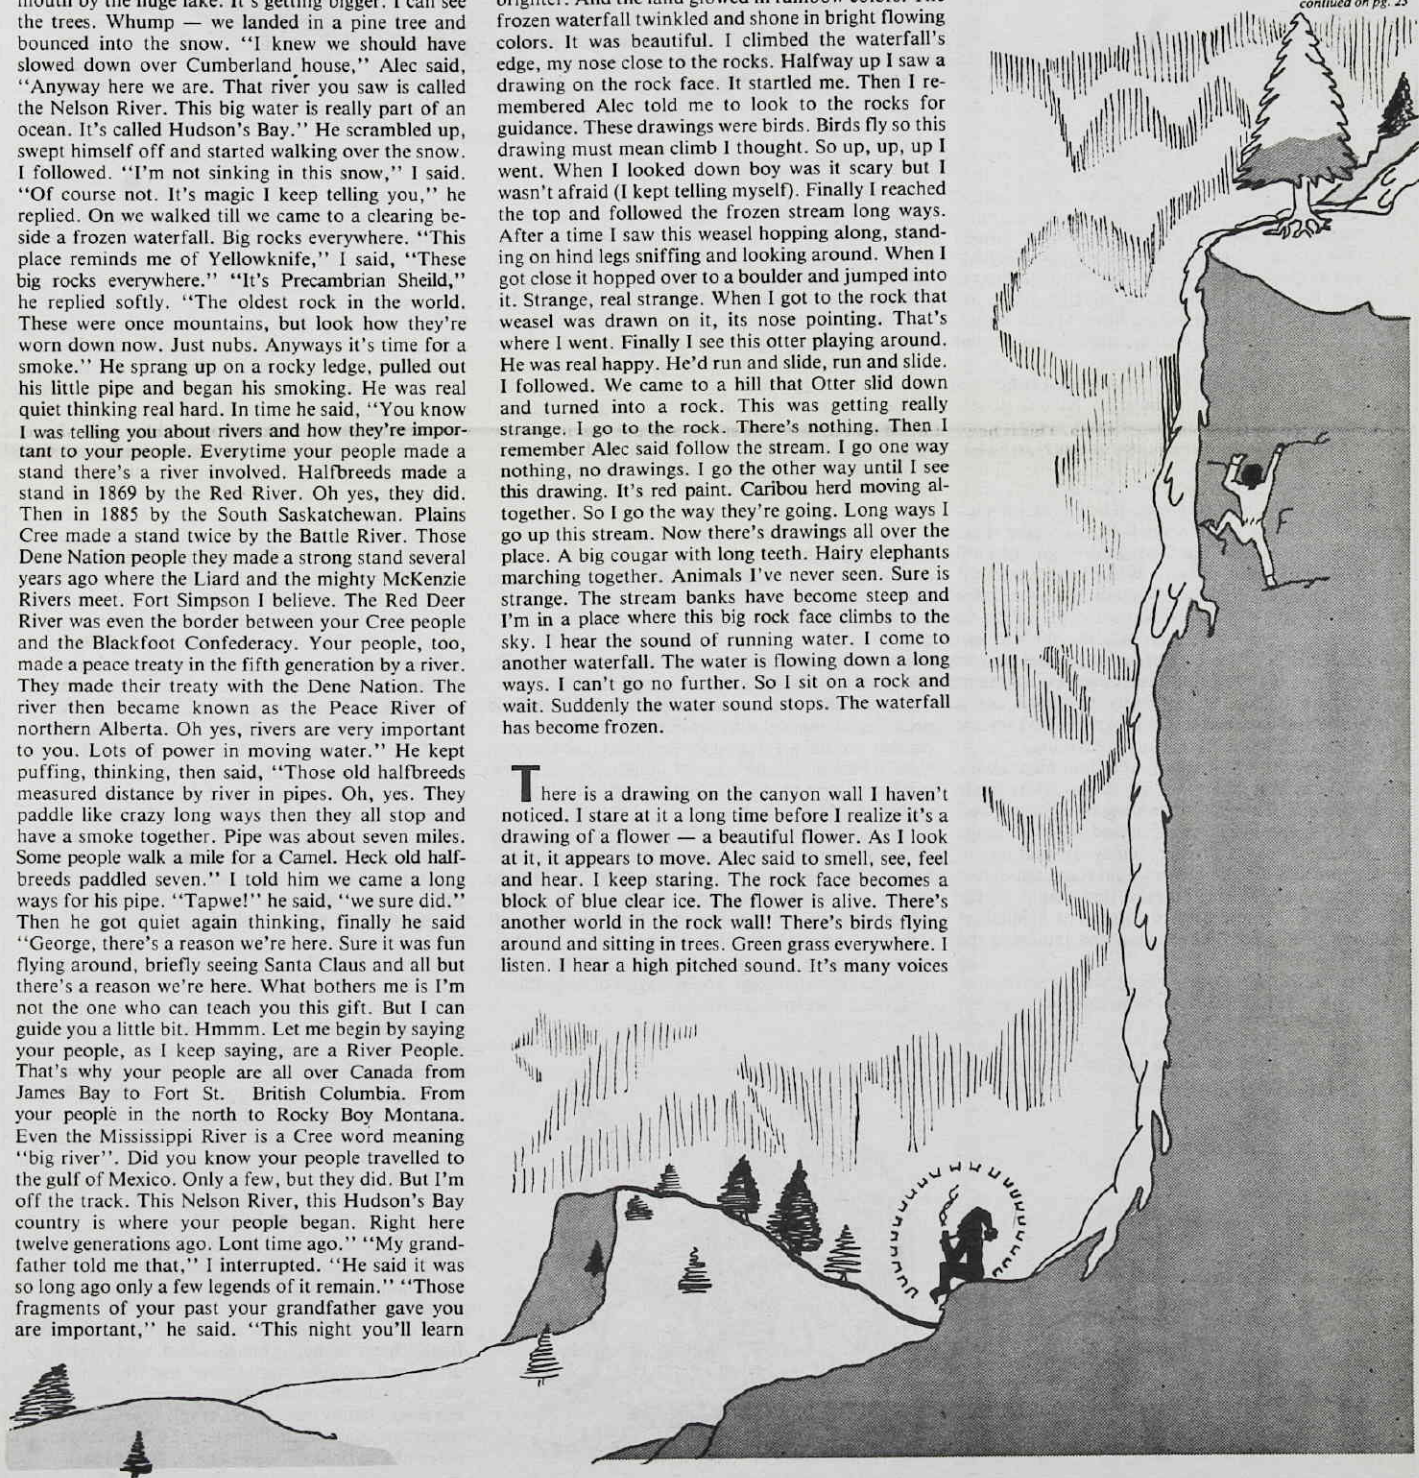 mouth by the huge lake. It's getting bigger. I can see
the trees. Whump — we landed in a pine tree and
bounced into the snow. “I knew we should have
slowed down over Cumberland house,” Alec said,
“Anyway here we are. That river you saw is called
the Nelson River. This big water is really part of an
ocean. It's called Hudson's Bay.” He scrambled up,
swept himself off and started walking over the snow.
I followed. “I'm not sinking in this snow,” I said.
“Of course not. It's magic I keep telling you,” he
replied. On we walked till we came to a clearing be-
side a frozen waterfall. Big rocks everywhere. “This
place reminds me of Yellowknife,” I said, “These
big rocks everywhere.” “It's Precambrian Sheild,”
he replied softly. “The oldest rock in the world.
These were once mountains, but look how they're
worn down now. Just nubs. Anyways it's time for a
smoke.” He sprang up on a rocky ledge, pulled out
his little pipe and began his smoking. He was real
quiet thinking real hard. In time he said, “You know
I was telling you about rivers and how they're impor-
tant to your people. Everytime your people made a
stand there's a river involved. Halfbreeds made a
stand in 1869 by the Red River. Oh yes, they did.
Then in 1885 by the South Saskatchewan. Plains
Cree made a stand twice by the Battle River. Those
Dene Nation people they made a strong stand several
years ago where the Liard and the mighty McKenzie
Rivers meet. Fort Simpson I believe. The Red Deer
River was even the border between your Cree people
and the Blackfoot Confederacy. Your people, too,
made a peace treaty in the fifth generation by a river.
They made their treaty with the Dene Nation. The
river then became known as the Peace River of
northern Alberta. Oh yes, rivers are very important
to you. Lots of power in moving water.” He kept
puffing, thinking, then said, “Those old halfbreeds
measured distance by river in pipes. Oh, yes. They
paddle like crazy long ways then they all stop and
have a smoke together. Pipe was about seven miles.
Some people walk a mile for a Camel. Heck old half-
breeds paddled seven.” I told him we came a long
ways for his pipe. “Tapwe!” he said, “we sure did.”
Then he got quiet again thinking, finally he said
“George, there's a reason we're here. Sure it was fun
flying around, briefly seeing Santa Claus and all but
there's a reason we're here. What bothers me is I'm
not the one who can teach you this gift. But I can
guide you a little bit. Hmmm. Let me begin by saying
your people, as I keep saying, are a River People.
That's why your people are all over Canada from
James Bay to Fort St. British Columbia. From
your people in the north to Rocky Boy Montana.
Even the Mississippi River is a Cree word meaning
“big river”. Did you know your people travelled to
the gulf of Mexico. Only a few, but they did. But I'm
off the track. This Nelson River, this Hudson's Bay
country is where your people began. Right here
twelve generations ago. Lont time ago.” “My grand-
father told me that,” I interrupted. “He said it was
so long ago only a few legends of it remain.” “Those
fragments of your past your grandfather gave you
are important,” he said. “This night you'll learn
brighter. And the land glowed in rainbow colors. The
frozen waterfall twinkled and shone in bright flowing
colors. It was beautiful. I climbed the waterfall's
edge, my nose close to the rocks. Halfway up I saw a
drawing on the rock face. It startled me. Then I re-
membered Alec told me to look to the rocks for
guidance. These drawings were birds. Birds fly so this
drawing must mean climb I thought. So up, up, up I
went. When I looked down boy was it scary but I
wasn't afraid (I kept telling myself). Finally I reached
the top and followed the frozen stream long ways.
After a time I saw this weasel hopping along, stand-
ing on hind legs sniffing and looking around. When I
got close it hopped over to a boulder and jumped into
it. Strange, real strange. When I got to the rock that
weasel was drawn on it, its nose pointing. That's
where I went. Finally I see this otter playing around.
He was real happy. He'd run and slide, run and slide.
I followed. We came to a hill that Otter slid down
and turned into a rock. This was getting really
strange. I go to the rock. There's nothing. Then I
remember Alec said follow the stream. I go one way
nothing, no drawings. I go the other way until I see
this drawing. It's red paint. Caribou herd moving al-
together. So I go the way they're going. Long ways I
go up this stream. Now there's drawings all over the
place. A big cougar with long teeth. Hairy elephants
marching together. Animals I've never seen. Sure is
strange. The stream banks have become steep and
I'm in a place where this big rock face climbs to the
sky. I hear the sound of running water. I come to
another waterfall. The water is flowing down a long
ways. I can't go no further. So I sit on a rock and
wait. Suddenly the water sound stops. The waterfall
has become frozen.
There is a drawing on the canyon wall I haven't
noticed. I stare at it a long time before I realize it's a
drawing of a flower — a beautiful flower. As I look
at it, it appears to move. Alec said to smell, see, feel
and hear. I keep staring. The rock face becomes a
block of blue clear ice. The flower is alive. There's
another world in the rock wall! There's birds flying
around and sitting in trees. Green grass everywhere. I
listen. I hear a high pitched sound. It's many voices
contiued on pg. 23